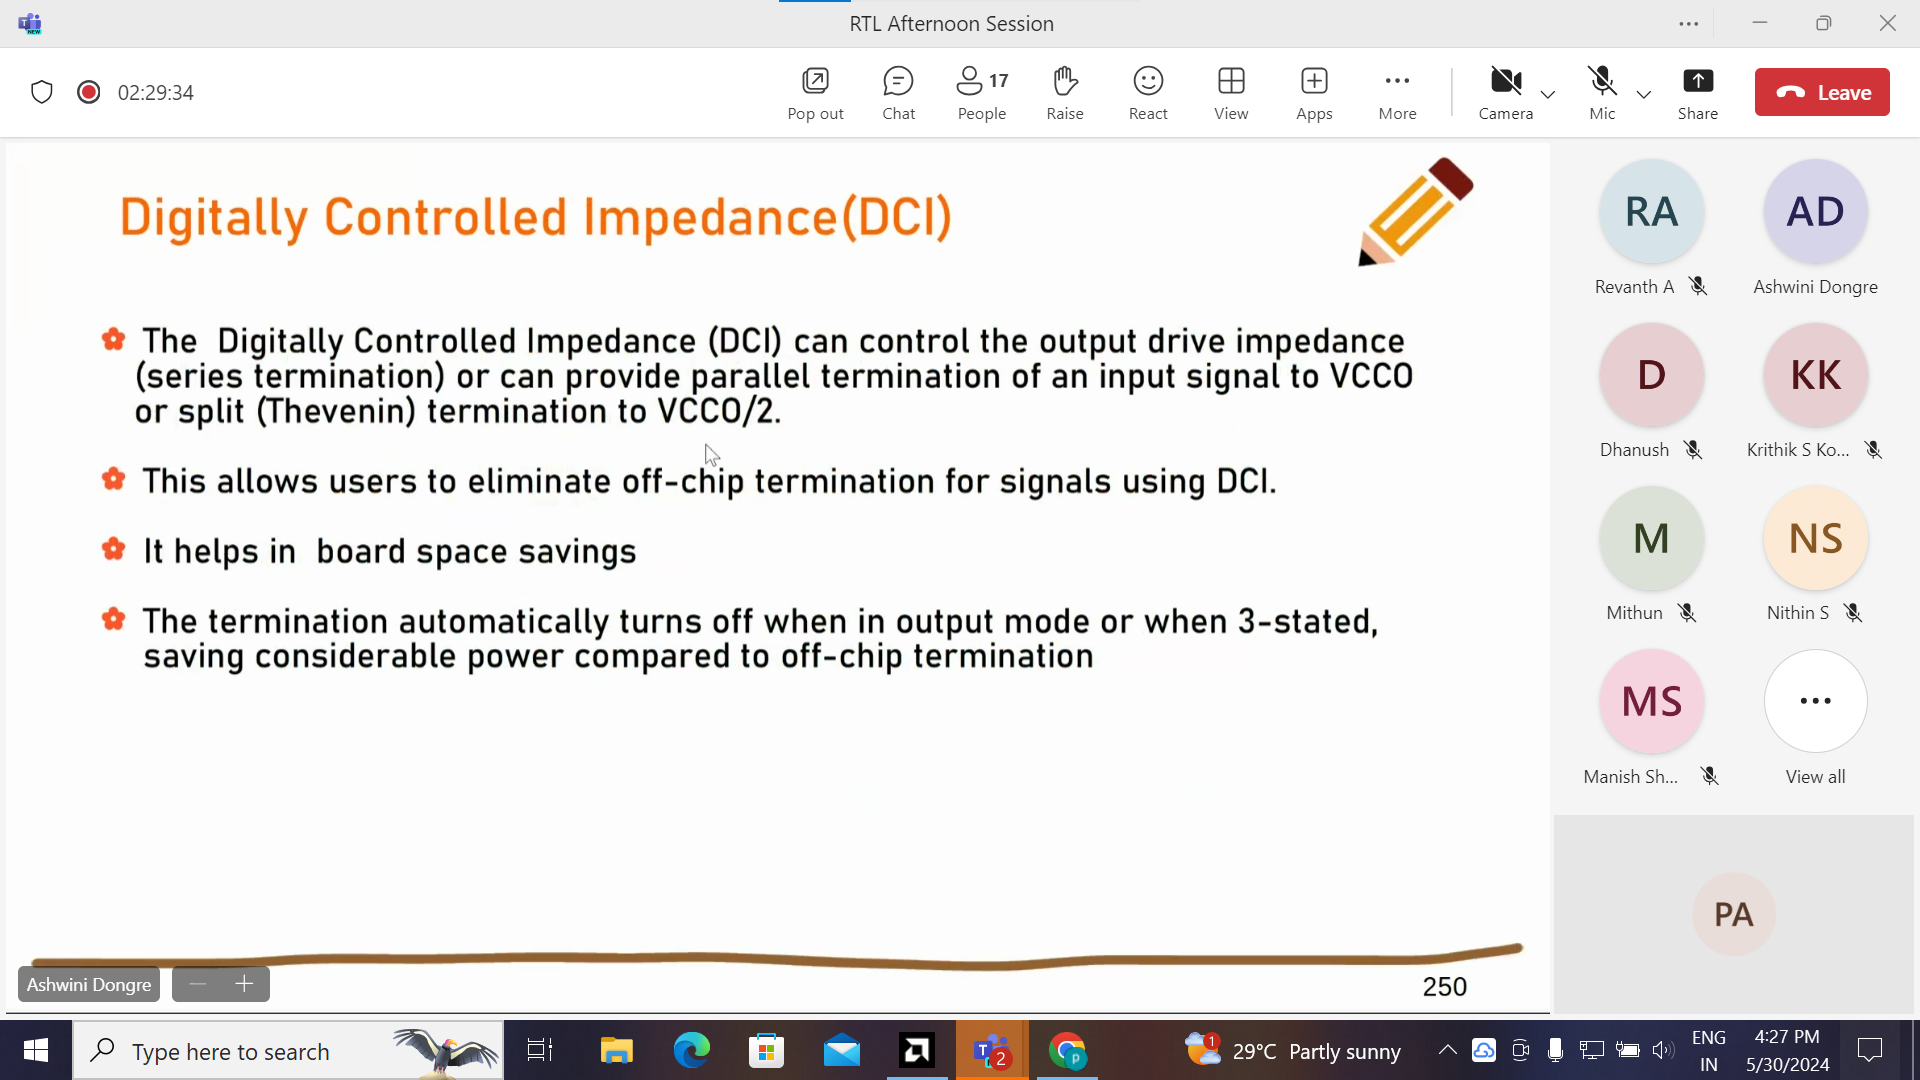 RTL Afternoon Session
NEW
02:29:34
Pop out
Chat
17
People
Raise
React
View
Apps
More
Camera
Mic
Share
Leave
Digitally Controlled Impedance(DCI)
The Digitally Controlled Impedance (DCI) can control the output drive impedance
(series termination) or can provide parallel termination of an input signal to VCCO
or split (Thevenin) termination to VCCO/2.
This allows users to eliminate off-chip termination for signals using DCI.
It helps in board space savings
The termination automatically turns off when in output mode or when 3-stated,
saving considerable power compared to off-chip termination
250
Ashwini Dongre
RA
Revanth A
AD
Ashwini Dongre
D
Dhanush
KK
Krithik S Ko...
M
Mithun
NS
Nithin S
MS
Manish Sh...
View all
PA
Type here to search
T
2
p
1
29°C Partly sunny
ENG
IN
4:27 PM
5/30/2024